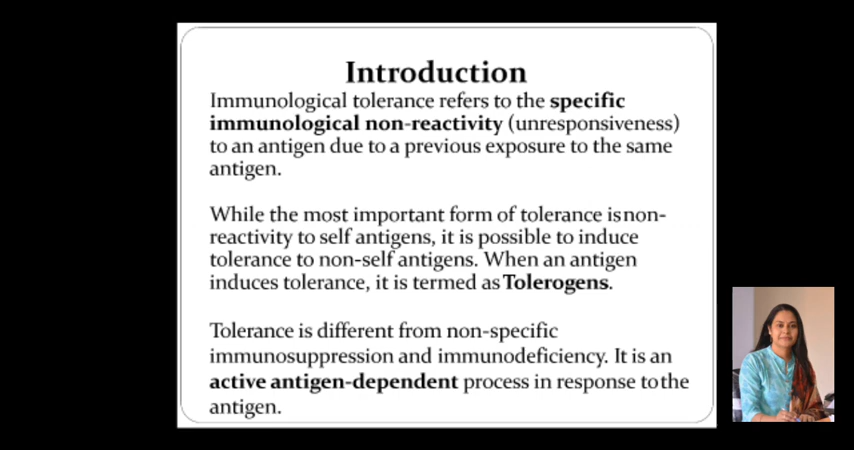 Introduction
Immunological tolerance refers to the specific
immunological non-reactivity (unresponsiveness)
to an antigen due to a previous exposure to the same
antigen.
While the most important form of tolerance is non-
reactivity to self antigens, it is possible to induce
tolerance to non-self antigens. When an antigen
induces tolerance, it is termed as Tolerogens.
Tolerance is different from non-specific
immunosuppression and immunodeficiency. It is an
active antigen-dependent process in response to the
antigen.